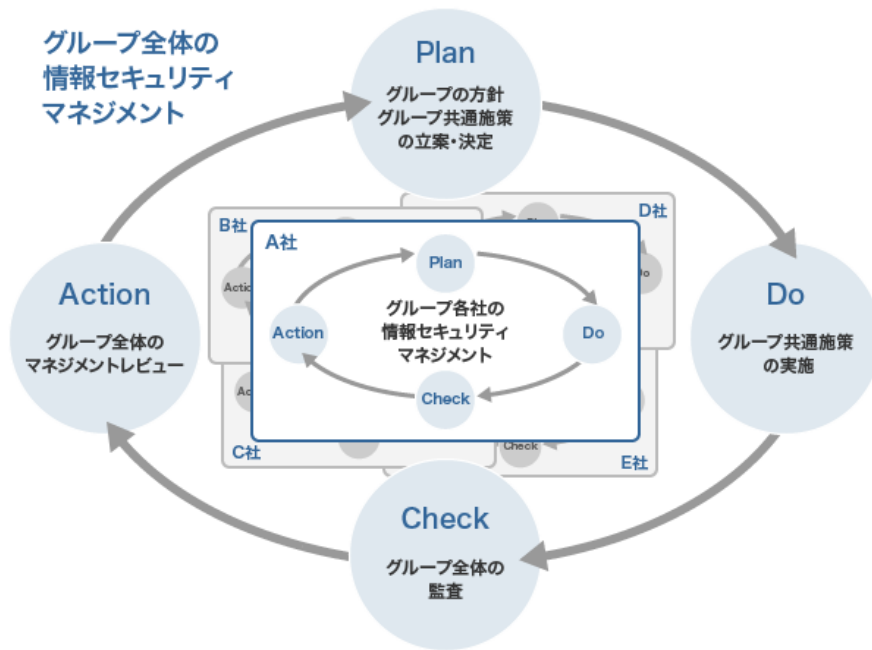 グループ全体の
情報セキュリティ
マネジメント
Plan
グループの方針
グループ共通施策
の立案・決定
B社
D社
A社
Plan
Action
グループ各社の
情報セキュリティ
マネジメント
Do
Check
Action
グループ全体の
マネジメントレビュー
Do
グループ共通施策
の実施
C社
Check
E社
Check
グループ全体の
監査